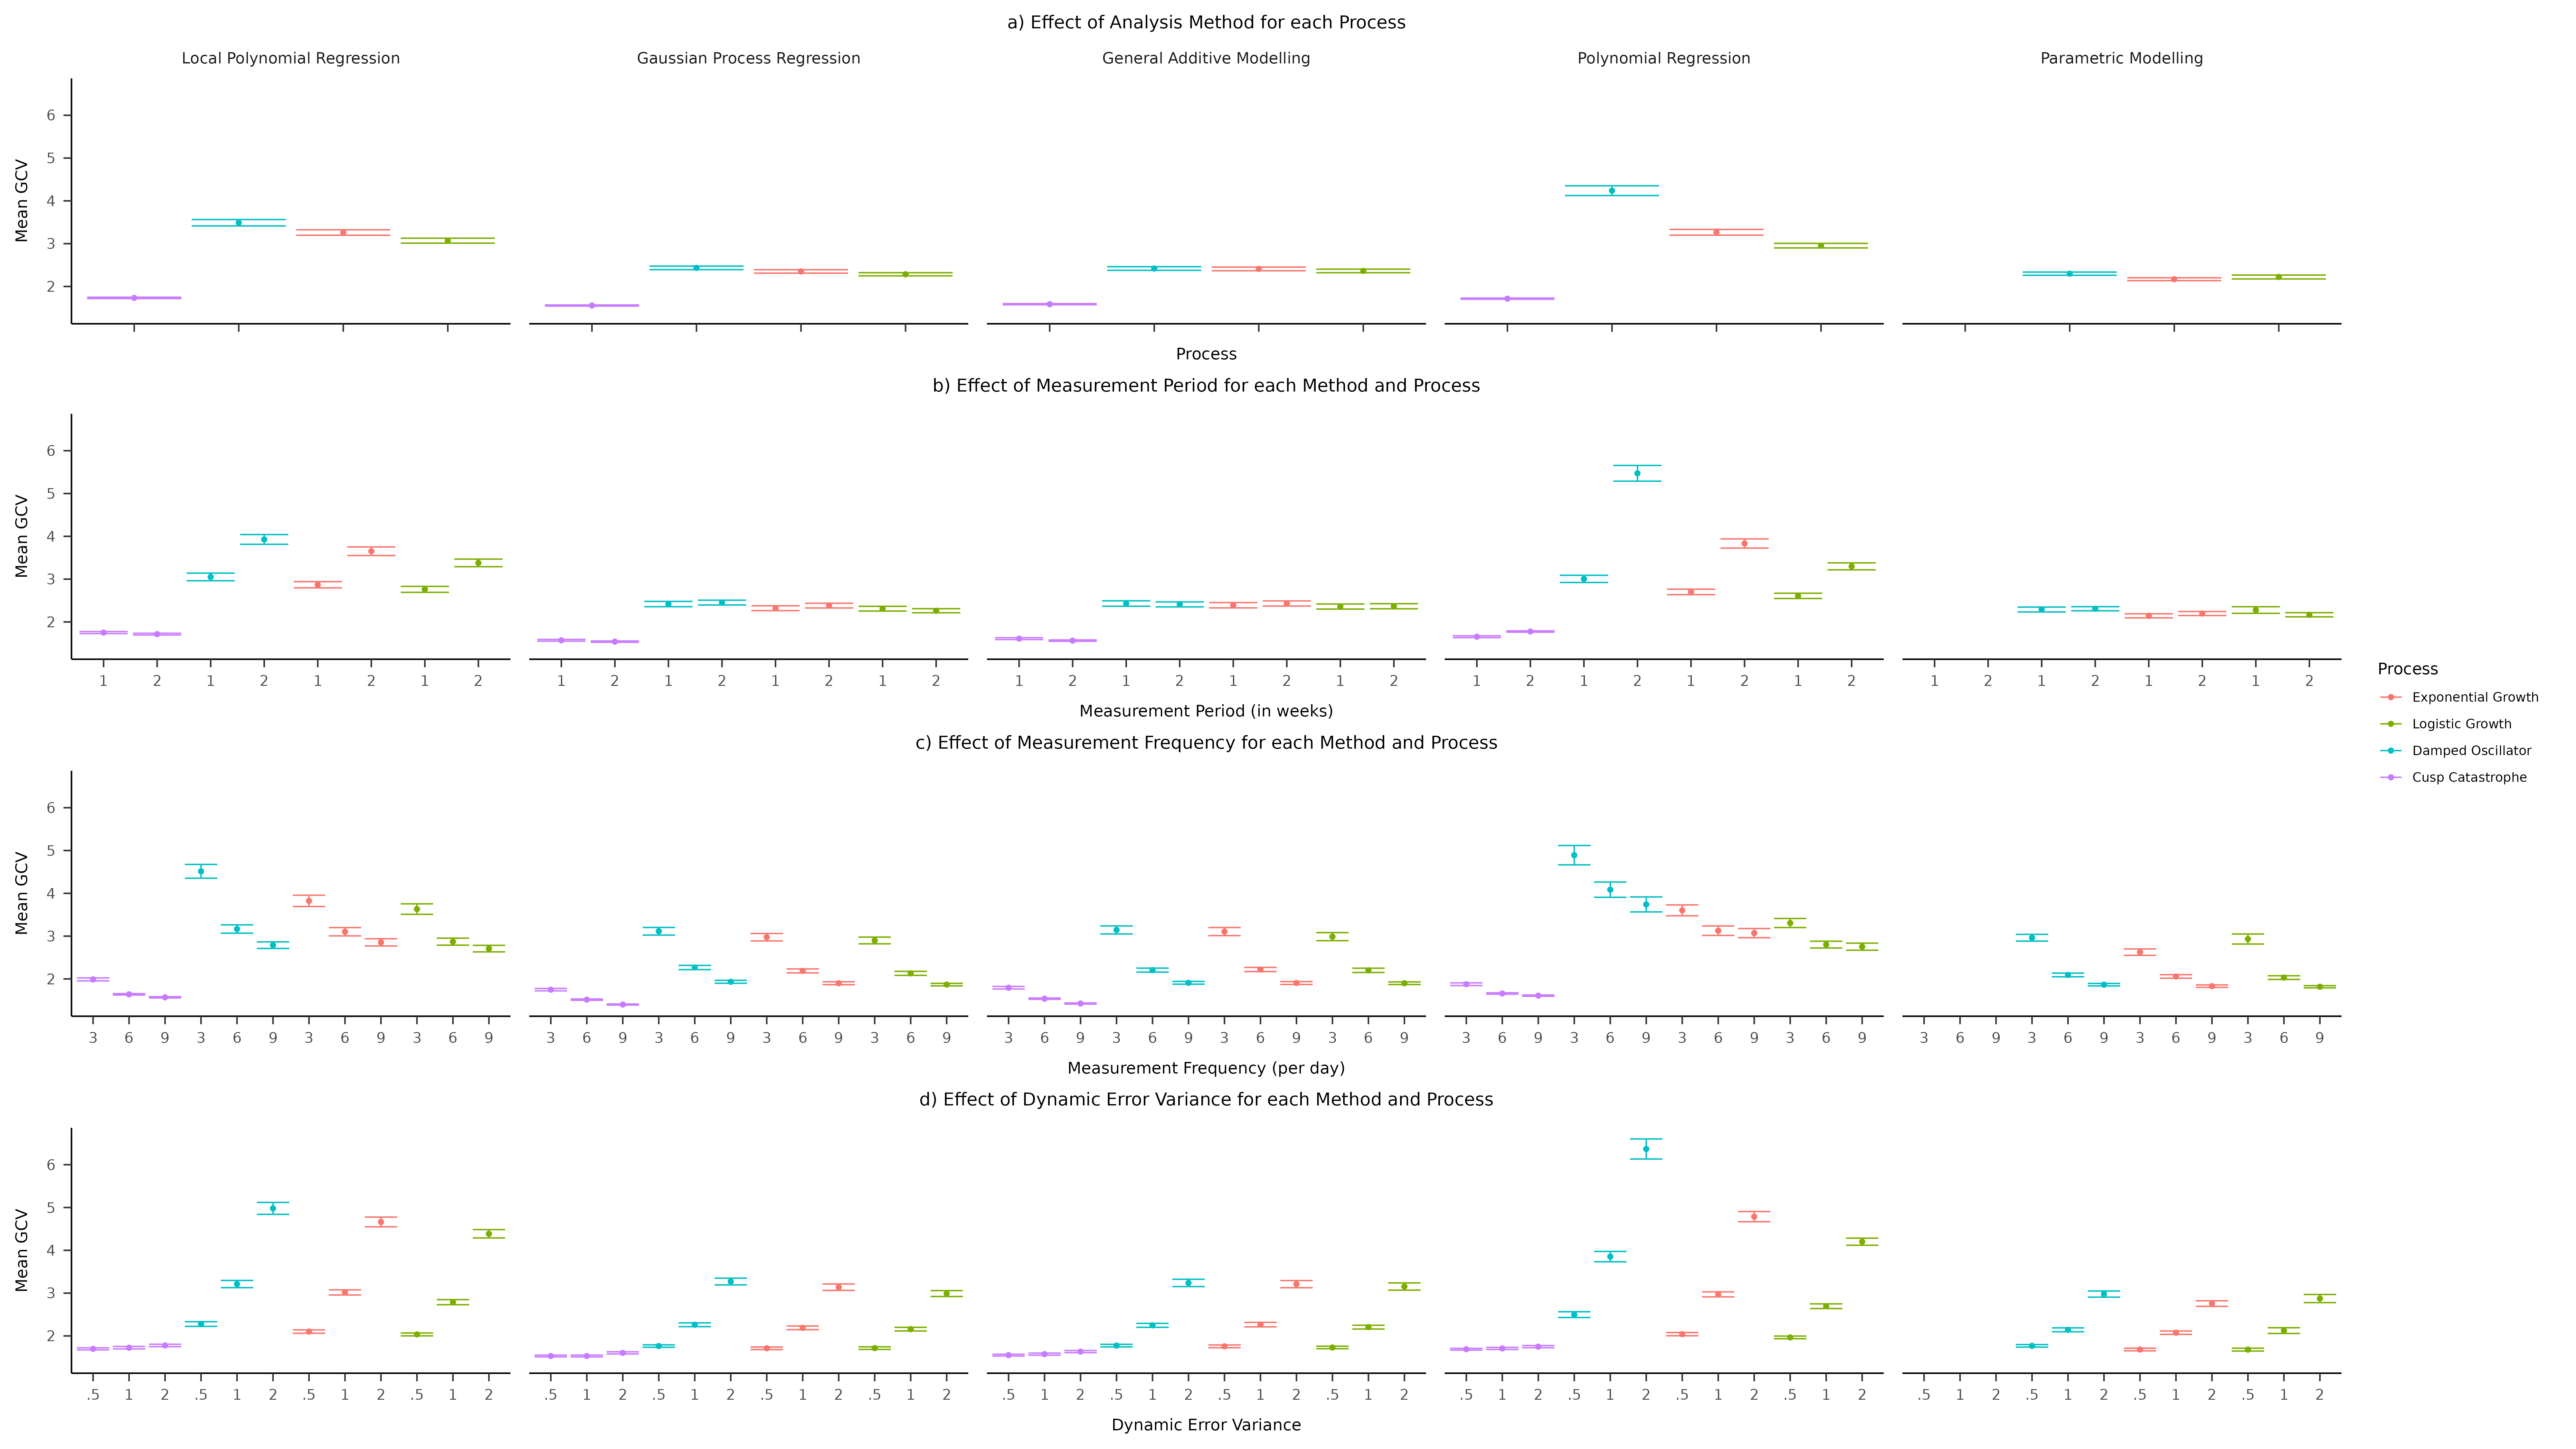 a) Effect of Analysis Method for each Process
Local Polynomial Regression Gaussian Process Regression General Additive Modelling Polynomial Regression Parametric Modelling
Mean GCV
6
5
4
3
2
Process
b) Effect of Measurement Period for each Method and Process
Mean GCV
6
5
4
3
2
1 2 1 2 1 2 1 2 1 2 1 2 1 2 1 2 1 2 1 2 1 2 1 2 1 2 1 2 1 2 1 2 1 2 1 2 1 2 1 2
Measurement Period (in weeks)
Process
Exponential Growth
Logistic Growth
Damped Oscillator
Cusp Catastrophe
c) Effect of Measurement Frequency for each Method and Process
Mean GCV
6
5
4
3
2
3 6 9 3 6 9 3 6 9 3 6 9 3 6 9 3 6 9 3 6 9 3 6 9 3 6 9 3 6 9 3 6 9 3 6 9 3 6 9 3 6 9 3 6 9 3 6 9 3 6 9 3 6 9 3 6 9 3 6 9
Measurement Frequency (per day)
d) Effect of Dynamic Error Variance for each Method and Process
Mean GCV
6
5
4
3
2
.5 1 2 .5 1 2 .5 1 2 .5 1 2 .5 1 2 .5 1 2 .5 1 2 .5 1 2 .5 1 2 .5 1 2 .5 1 2 .5 1 2 .5 1 2 .5 1 2 .5 1 2 .5 1 2 .5 1 2 .5 1 2 .5 1 2 .5 1 2
Dynamic Error Variance